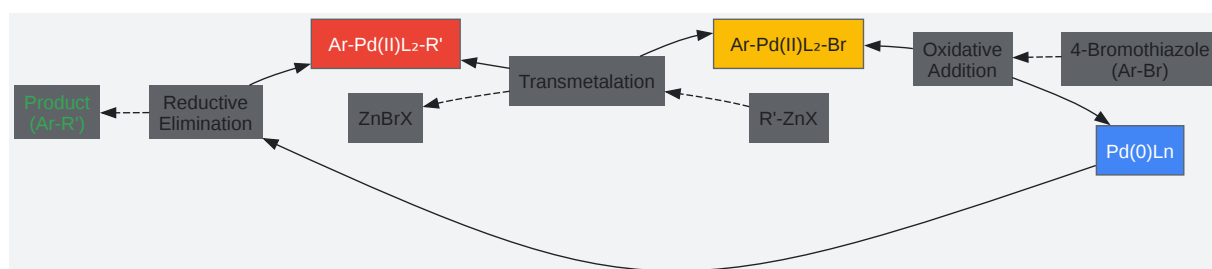 Ar-Pd(II)L₂-R'
Ar-Pd(II)L₂-Br
Oxidative
Addition
4-Bromothiazole
(Ar-Br)
Transmetalation
Product
(Ar-R')
Reductive
Elimination
ZnBrX
R'-ZnX
Pd(0)Ln